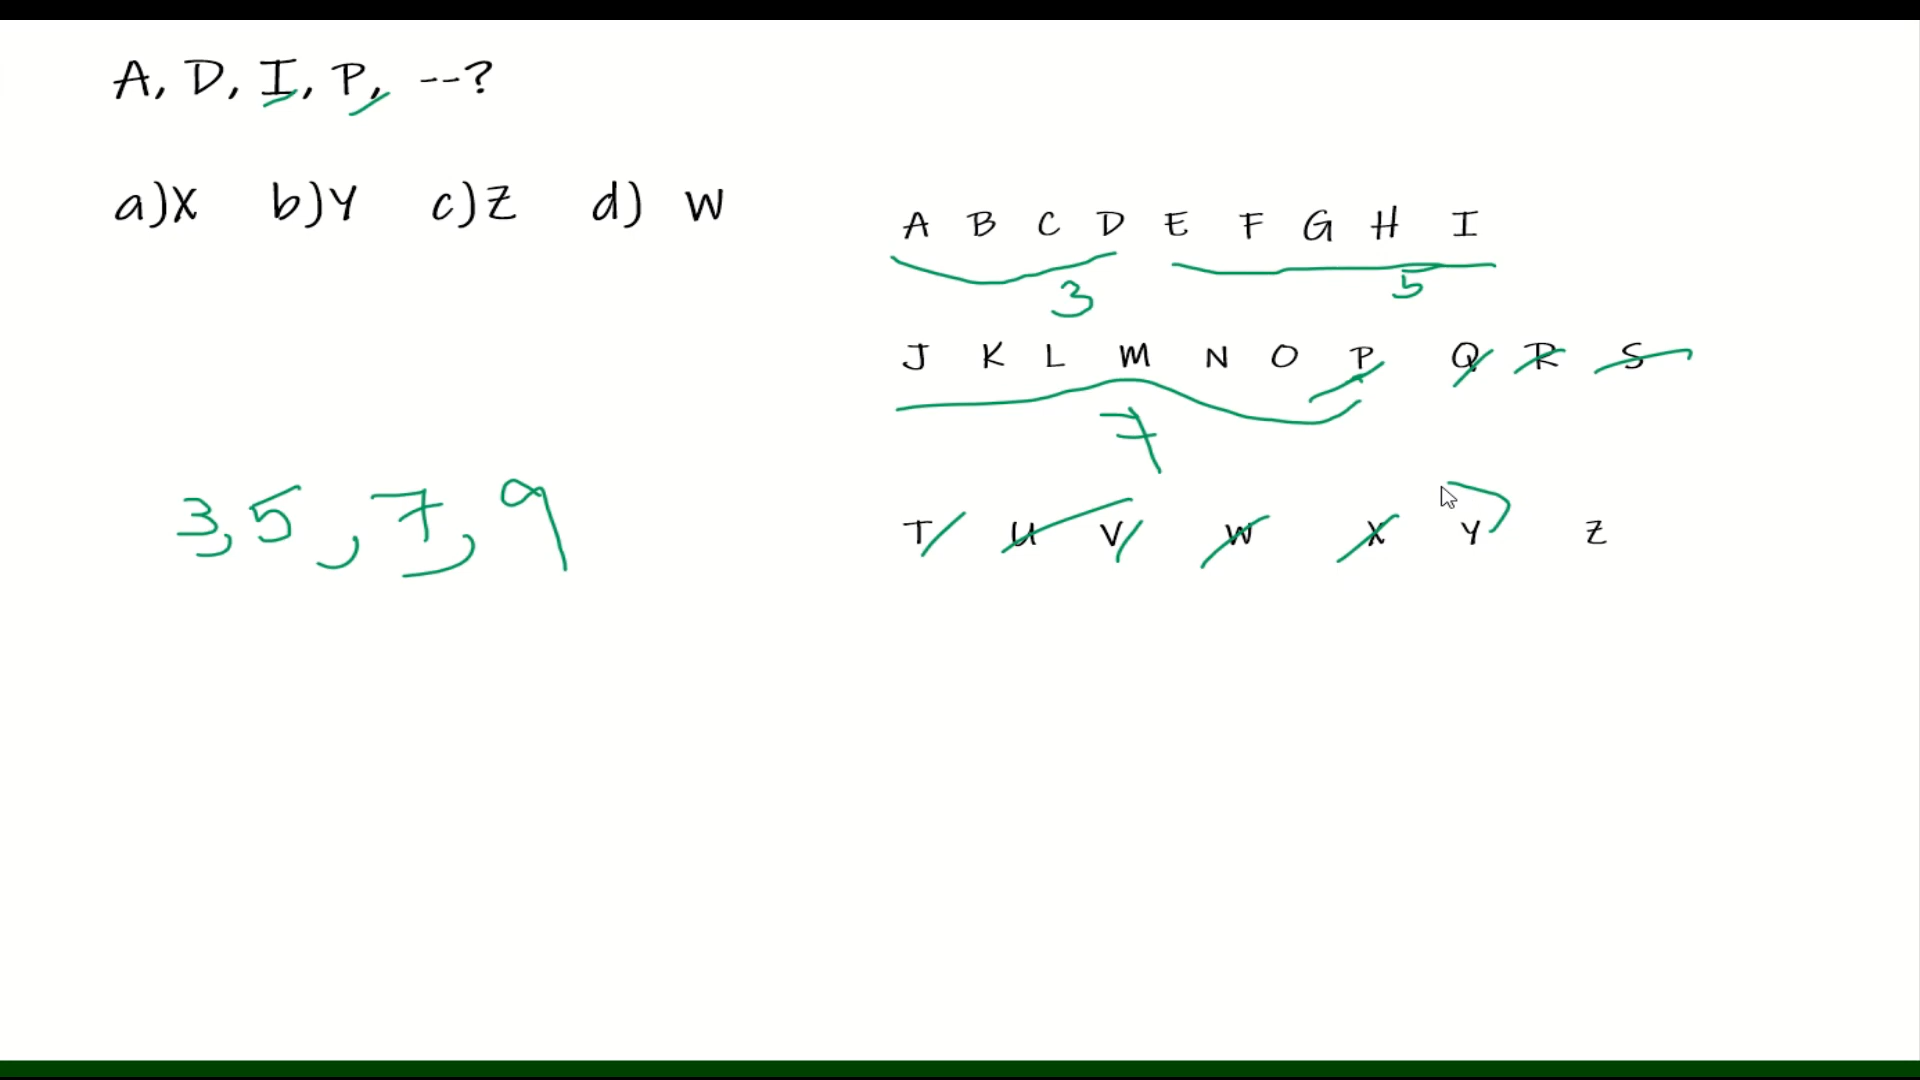 A, D, I, P, --?
a)X b)Y c)Z d) W
A B C D E F G H I
3 5
J K L M N O P Q R S
7
3, 5, 7, 9
T U V W X Y Z